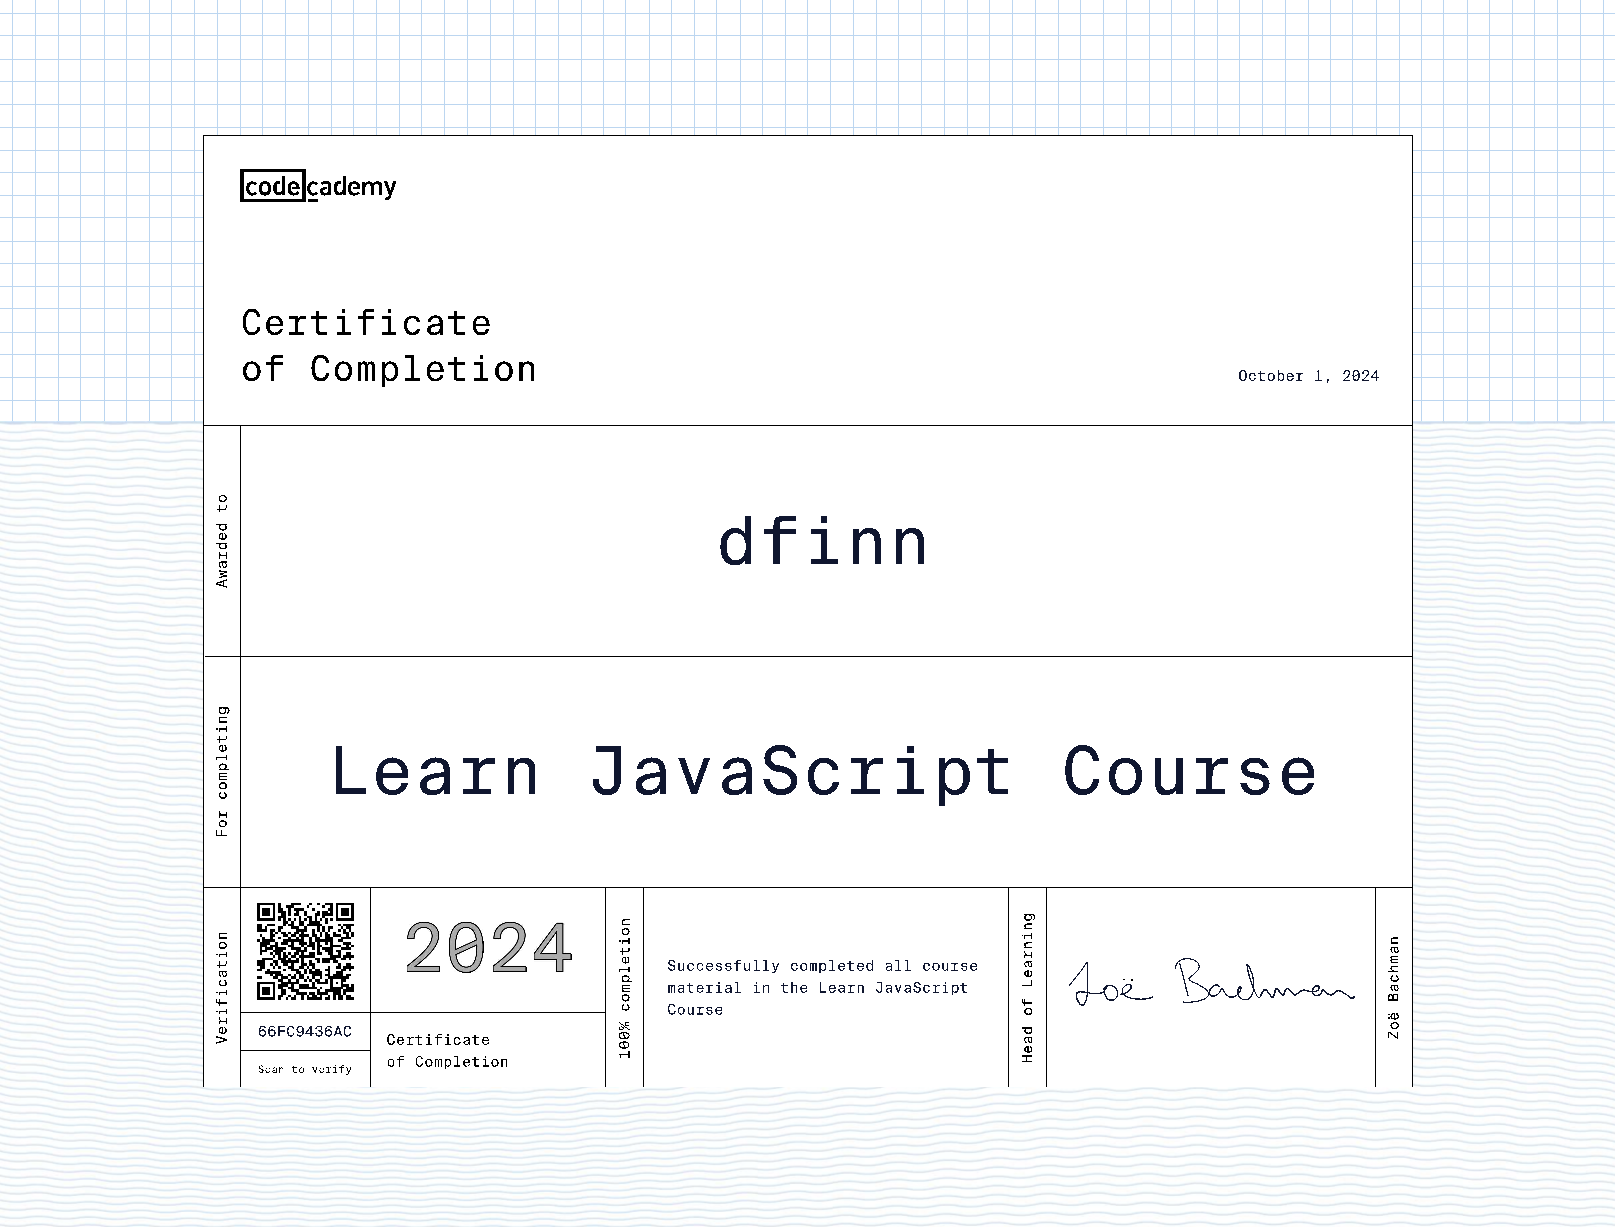 codecademy
Certificate
of Completion
October 1, 2024
Awarded to
dfinn
For completing
Learn JavaScript Course
Verification
66FC9436AC
Scan to verify
2024
Certificate
of Completion
100% completion
Successfully completed all course
material in the Learn JavaScript
Course
Head of Learning
Zoë Bachman
Zoë Bachman